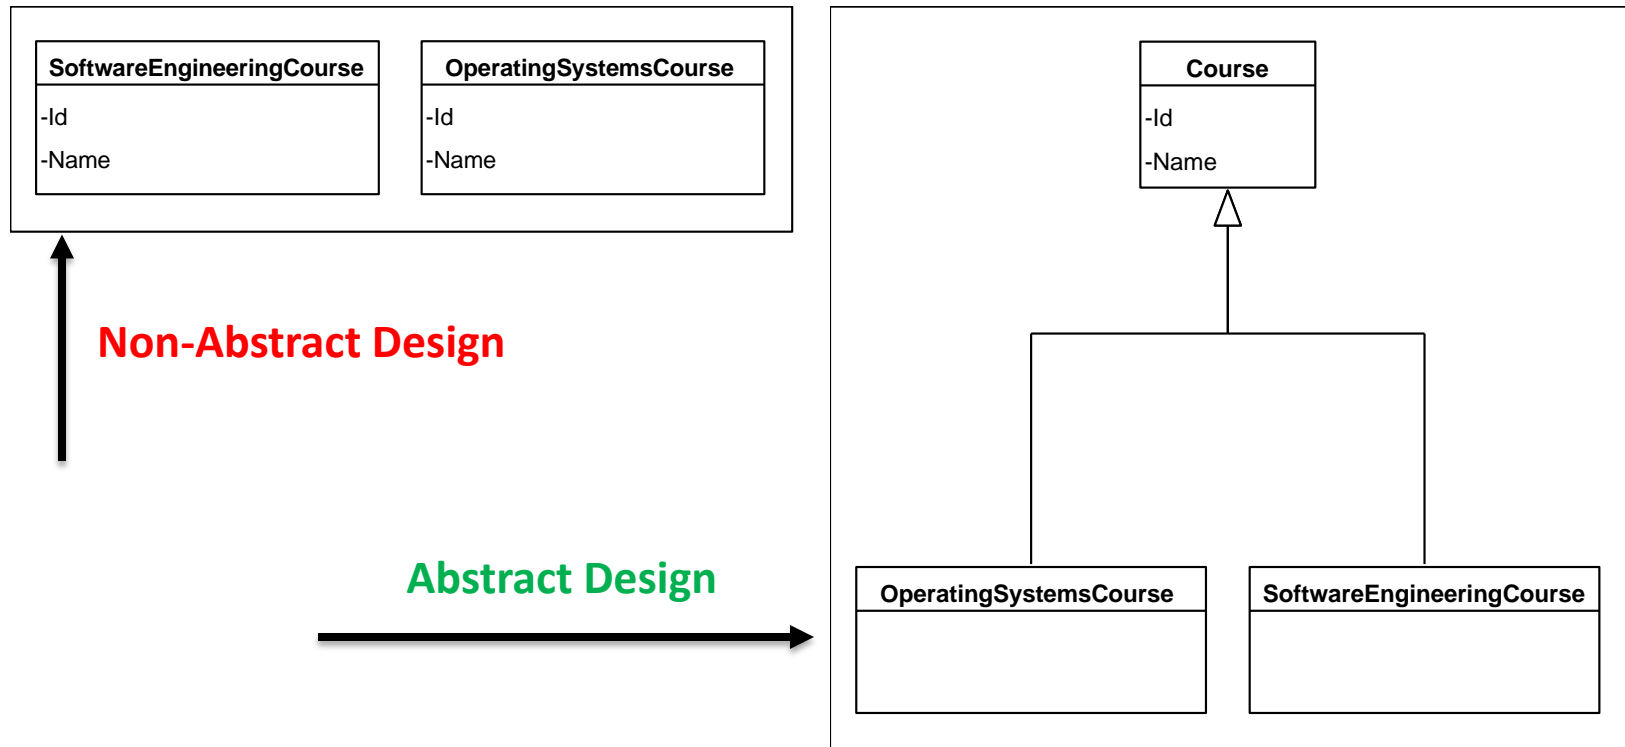 SoftwareEngineeringCourse
-Id
-Name
OperatingSystemsCourse
-Id
-Name
Non-Abstract Design
Abstract Design
Course
-Id
-Name
OperatingSystemsCourse
SoftwareEngineeringCourse